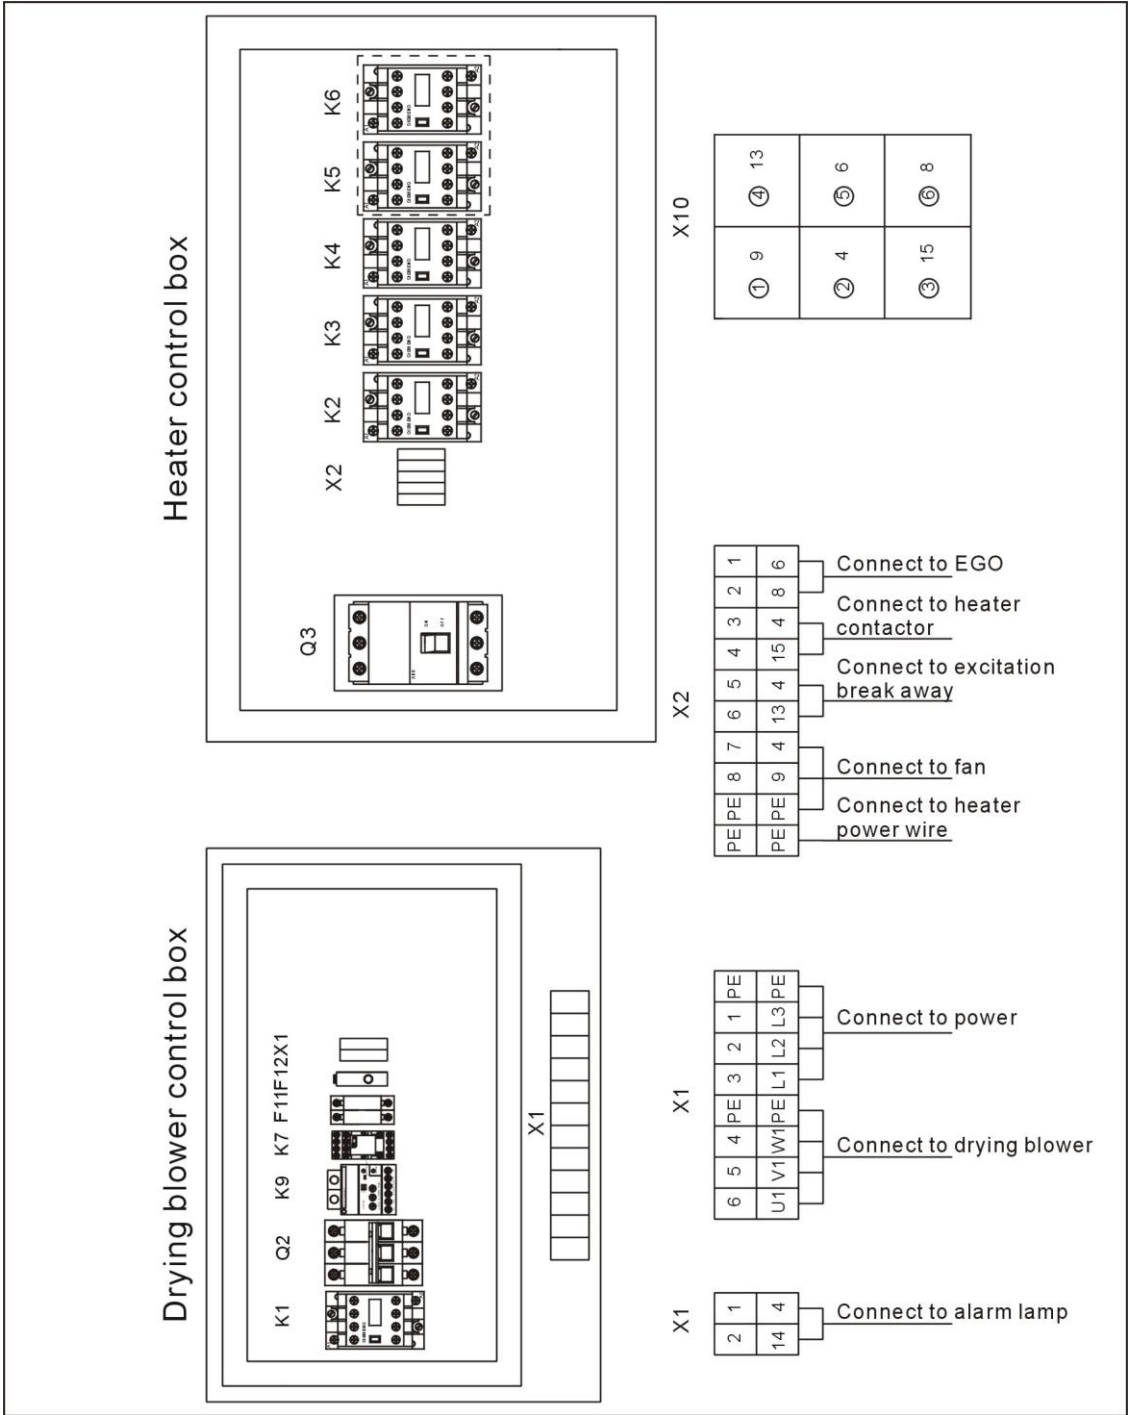 Heater control box
Q3
X2
K2
K3
K4
K5
K6
ON
OFF
Drying blower control box
K1
Q2
K9
K7
F11F12X1
X1
X10
1 9
4 13
2 4
5 6
3 15
6 8
X2
1 6
2 8
3 4
4 15
5 4
6 13
7 4
8 9
PE PE
PE PE
Connect to EGO
Connect to heater
contactor
Connect to excitation
break away
Connect to fan
Connect to heater
power wire
X1
PE PE
1 L3
2 L2
3 L1
PE PE
4 W1
5 V1
6 U1
Connect to power
Connect to drying blower
X1
1 4
2 14
Connect to alarm lamp